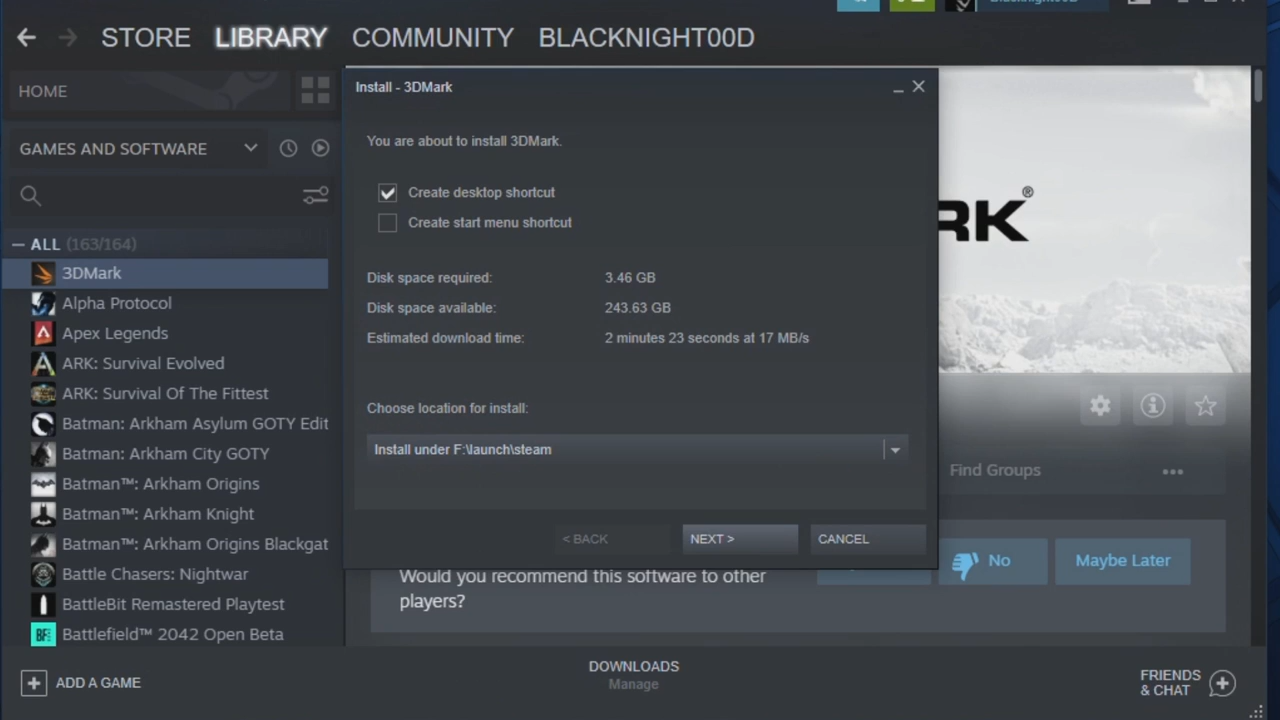 STORE LIBRARY COMMUNITY BLACKNIGHT00D
HOME
GAMES AND SOFTWARE
ALL (163/164)
3DMark
Alpha Protocol
Apex Legends
ARK: Survival Evolved
ARK: Survival Of The Fittest
Batman: Arkham Asylum GOTY Edit
Batman: Arkham City GOTY
Batman™: Arkham Origins
Batman™: Arkham Knight
Batman™: Arkham Origins Blackgat
Battle Chasers: Nightwar
BattleBit Remastered Playtest
Battlefield™ 2042 Open Beta
Install - 3DMark
You are about to install 3DMark.
Create desktop shortcut
Create start menu shortcut
Disk space required: 3.46 GB
Disk space available: 243.63 GB
Estimated download time: 2 minutes 23 seconds at 17 MB/s
Choose location for install:
Install under F:\launch\steam
< BACK NEXT > CANCEL
RK®
Find Groups
Would you recommend this software to other
players?
No Maybe Later
ADD A GAME
DOWNLOADS
Manage
FRIENDS
& CHAT